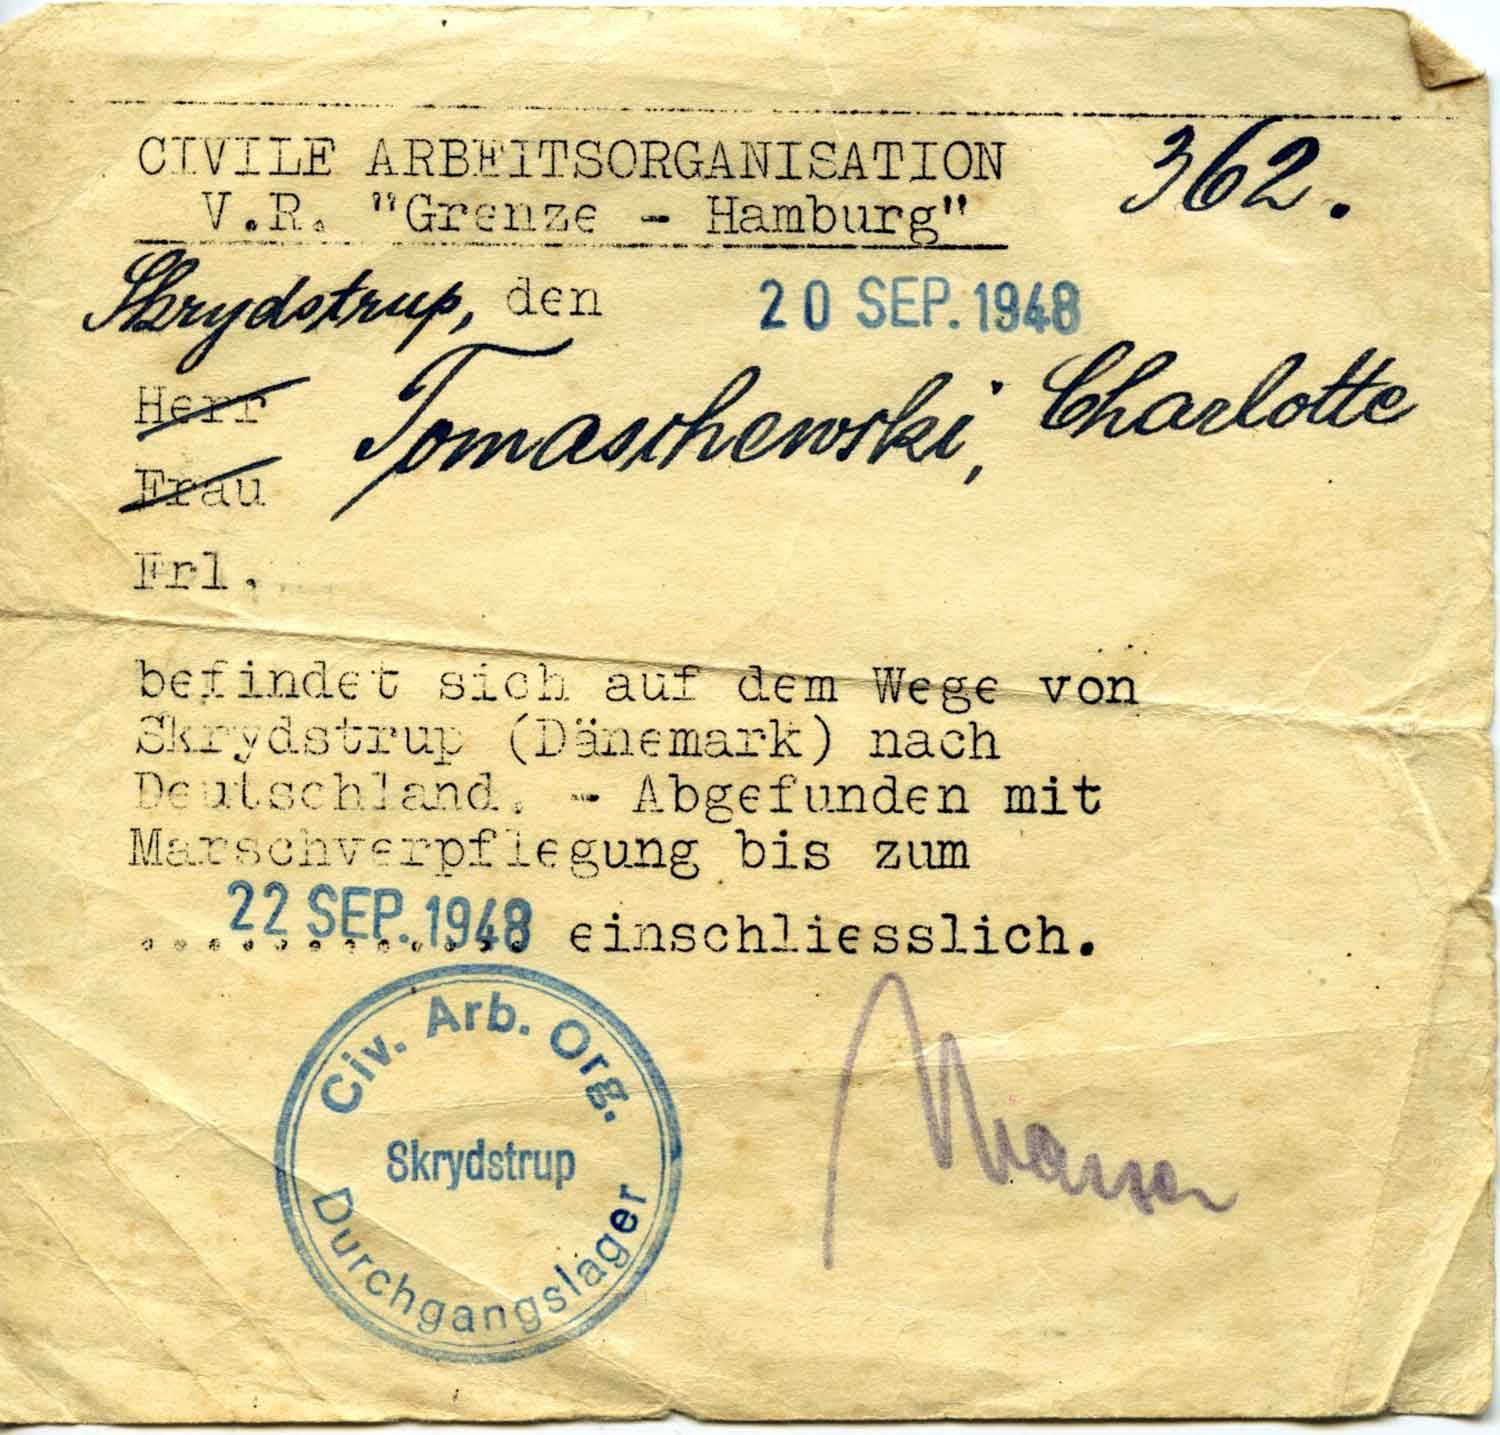 CIVILE ARBEITSORGANISATION
362.
V.R. "Grenze - Hamburg"
Skrydstrup, den 20 SEP. 1948
Herr Tomaschewski, Charlotte
Frau
Frl.
befindet sich auf dem Wege von
Skrydstrup (Dänemark) nach
Deutschland. - Abgefunden mit
Marschverpflegung bis zum
22 SEP. 1948 einschliesslich.
Civ. Arb. Org.
Skrydstrup
Durchgangslager